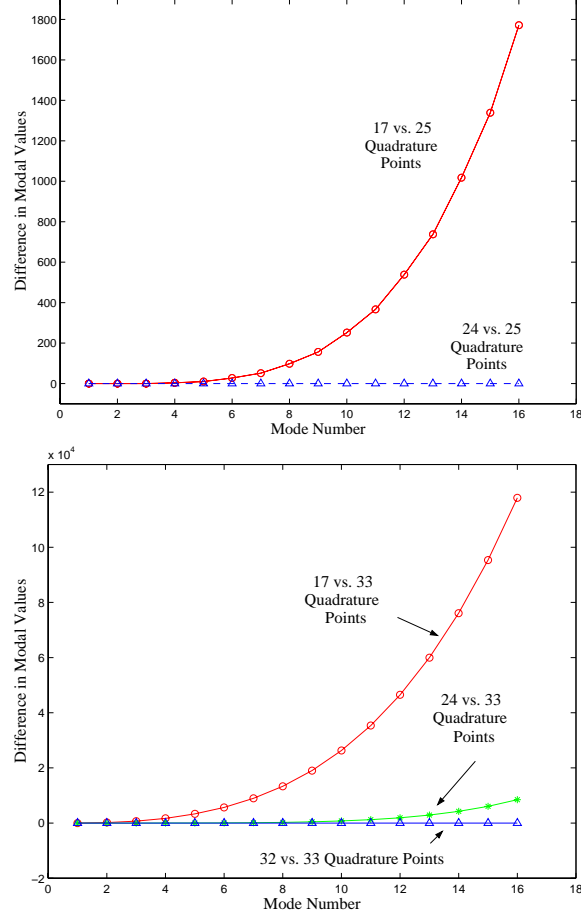 1800
1600
1400
1200
1000
800
600
400
200
0
Difference in Modal Values
17 vs. 25
Quadrature
Points
24 vs. 25
Quadrature
Points
0 2 4 6 8 10 12 14 16 18
Mode Number
x 10⁴
12
10
8
6
4
2
0
−2
Difference in Modal Values
17 vs. 33
Quadrature
Points
24 vs. 33
Quadrature
Points
32 vs. 33 Quadrature Points
0 2 4 6 8 10 12 14 16 18
Mode Number